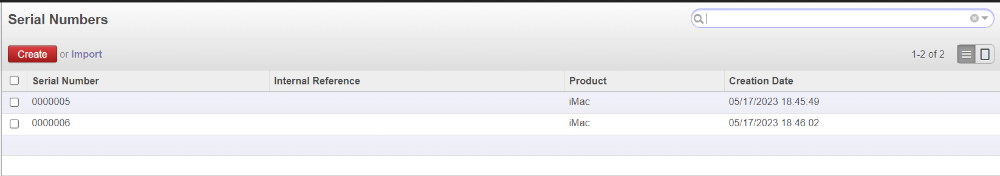 Serial Numbers
Create or Import
1-2 of 2
Serial Number Internal Reference Product Creation Date
0000005 iMac 05/17/2023 18:45:49
0000006 iMac 05/17/2023 18:46:02